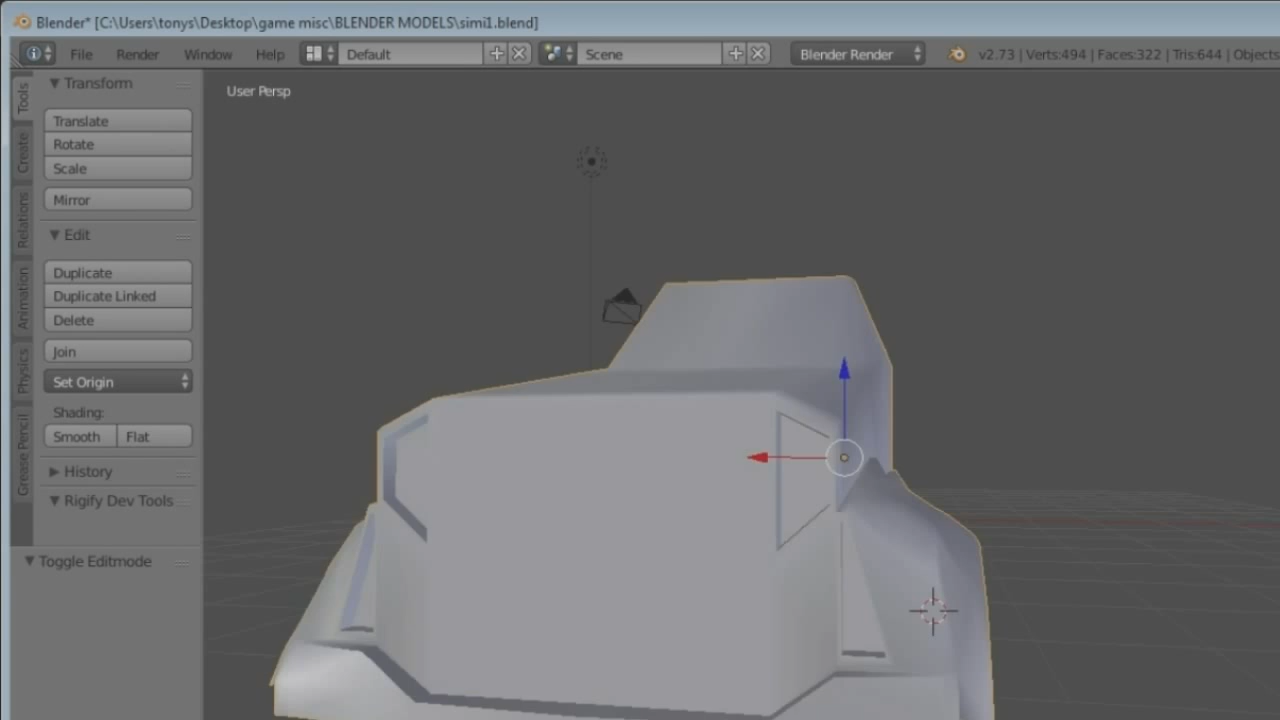 Blender* [C:\Users\tonys\Desktop\game misc\BLENDER MODELS\simi1.blend]
File Render Window Help Default Scene Blender Render v2.73 | Verts:494 | Faces:322 | Tris:644 | Objects
Tools
Create
Relations
Animation
Physics
Grease Pencil
Transform
Translate
Rotate
Scale
Mirror
Edit
Duplicate
Duplicate Linked
Delete
Join
Set Origin
Shading:
Smooth Flat
History
Rigify Dev Tools
Toggle Editmode
User Persp